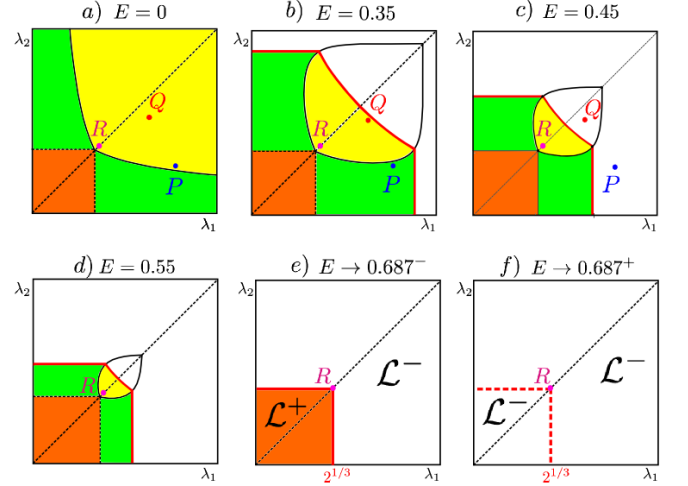 a) E = 0
λ₂
R
Q
P
λ₁
b) E = 0.35
λ₂
R
Q
P
λ₁
c) E = 0.45
λ₂
R
Q
P
λ₁
d) E = 0.55
λ₂
R
λ₁
e) E → 0.687⁻
λ₂
R
ℒ⁻
ℒ⁺
2^{1/3}
λ₁
f) E → 0.687⁺
λ₂
R
ℒ⁻
ℒ⁻
2^{1/3}
λ₁